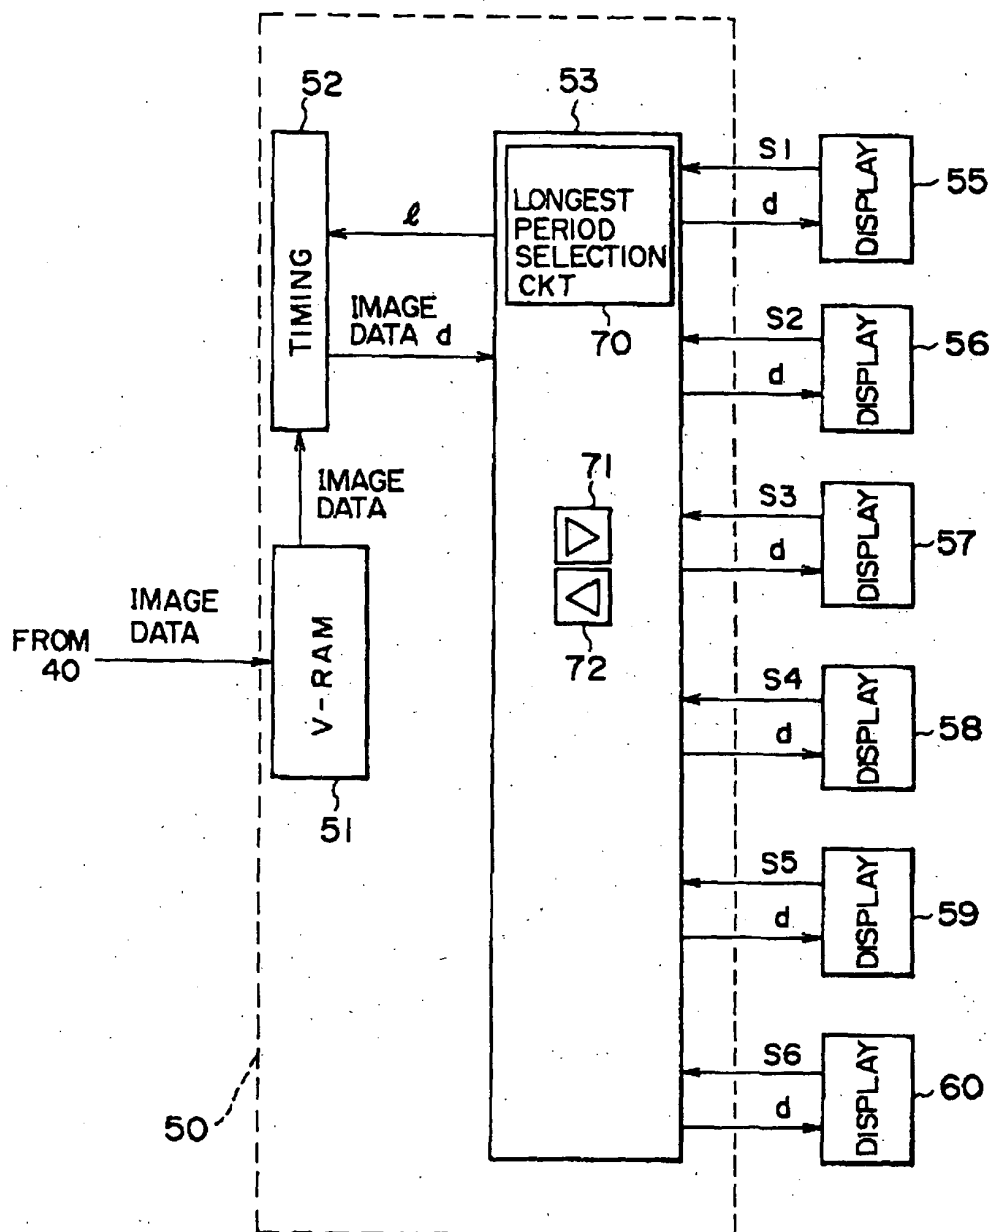 52
53
TIMING
ℓ
IMAGE
DATA d
LONGEST
PERIOD
SELECTION
CKT
70
S1
d
DISPLAY
55
S2
d
DISPLAY
56
IMAGE
DATA
71
72
S3
d
DISPLAY
57
IMAGE
DATA
FROM
40
V-RAM
51
S4
d
DISPLAY
58
S5
d
DISPLAY
59
S6
d
DISPLAY
60
50